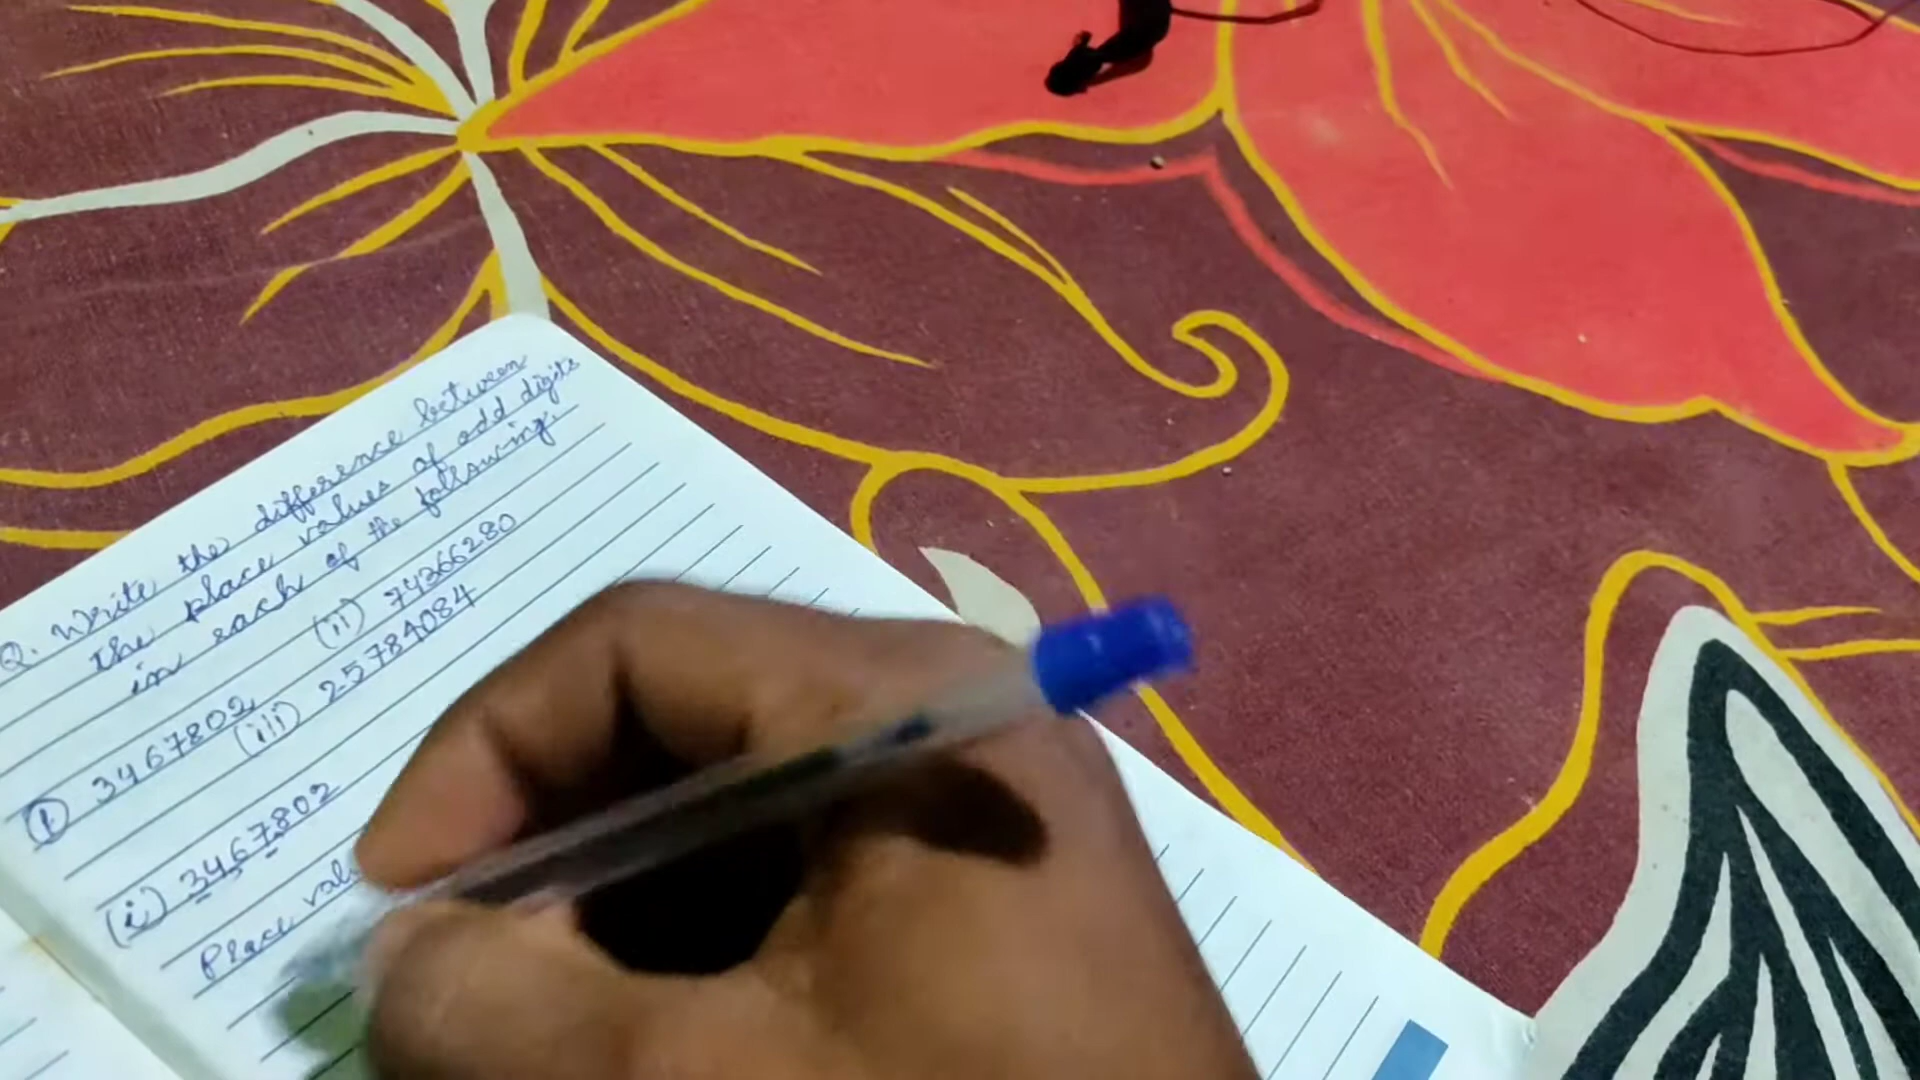 Q. Write the difference between
the place values of odd digits
in each of the following.
(i) 3467802 (ii) 74366280
(iii) 25784084
(i) 3467802
Place